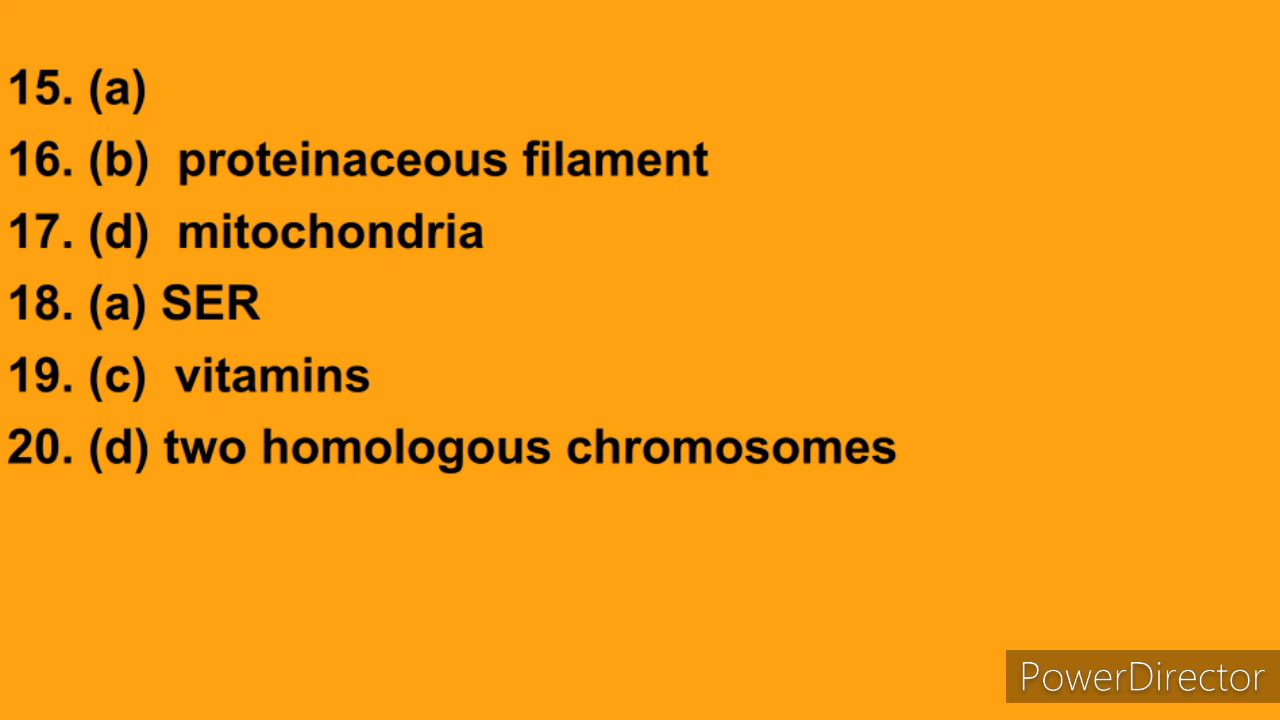 15. (a)
16. (b) proteinaceous filament
17. (d) mitochondria
18. (a) SER
19. (c) vitamins
20. (d) two homologous chromosomes
PowerDirector